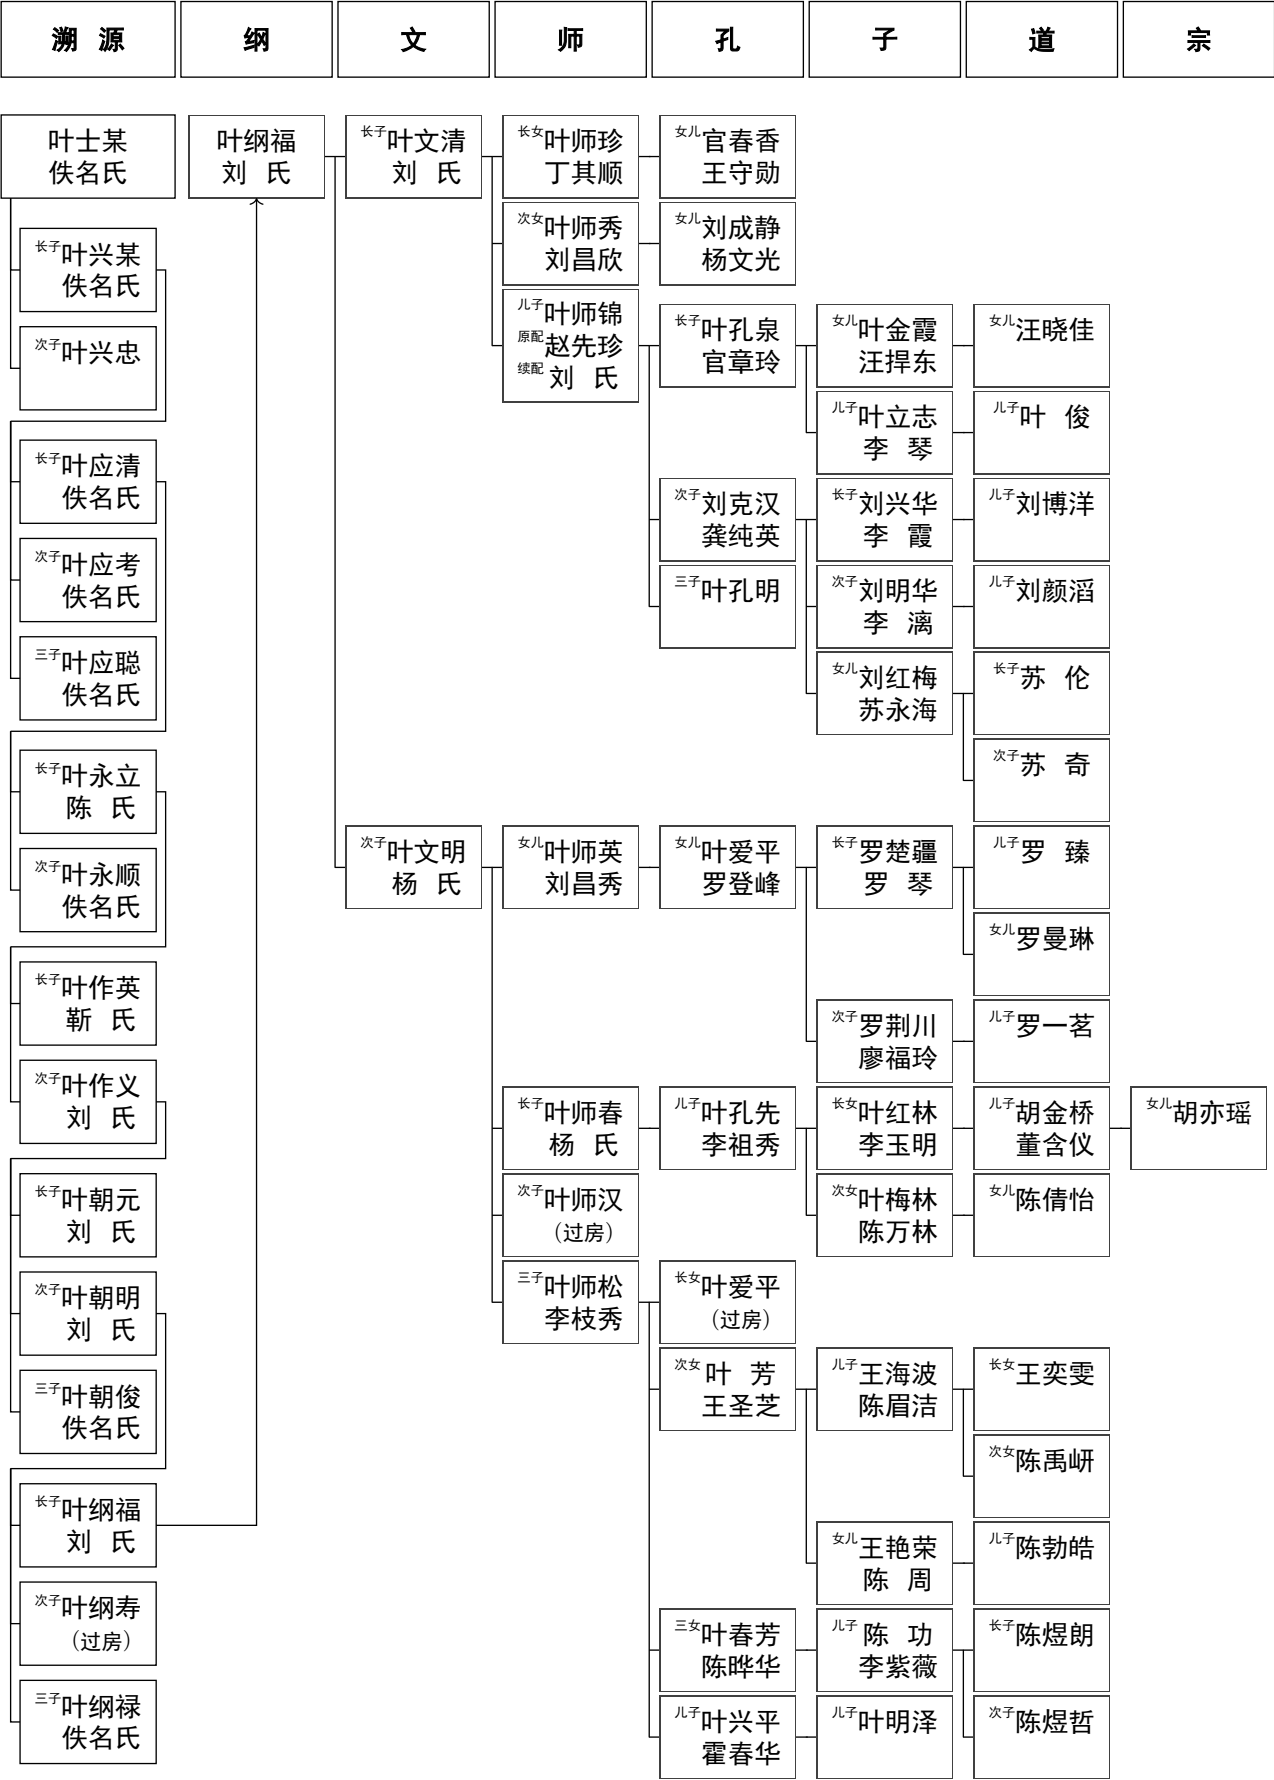 溯 源 纲 文 师 孔 子 道 宗
叶士某
佚名氏
长子叶兴某
佚名氏
次子叶兴忠
长子叶应清
佚名氏
次子叶应考
佚名氏
三子叶应聪
佚名氏
长子叶永立
陈 氏
次子叶永顺
佚名氏
长子叶作英
靳 氏
次子叶作义
刘 氏
长子叶朝元
刘 氏
次子叶朝明
刘 氏
三子叶朝俊
佚名氏
长子叶纲福
刘 氏
次子叶纲寿
（过房）
三子叶纲禄
佚名氏
叶纲福
刘 氏
长子叶文清
刘 氏
次子叶文明
杨 氏
长女叶师珍
丁其顺
次女叶师秀
刘昌欣
儿子叶师锦
原配赵先珍
续配刘 氏
女儿叶师英
刘昌秀
长子叶师春
杨 氏
次子叶师汉
（过房）
三子叶师松
李枝秀
女儿官春香
王守勋
女儿刘成静
杨文光
长子叶孔泉
官章玲
次子刘克汉
龚纯英
三子叶孔明
女儿叶爱平
罗登峰
儿子叶孔先
李祖秀
长女叶爱平
（过房）
次女叶 芳
王圣芝
三女叶春芳
陈晔华
儿子叶兴平
霍春华
女儿叶金霞
汪捍东
儿子叶立志
李 琴
长子刘兴华
李 霞
次子刘明华
李 漓
女儿刘红梅
苏永海
长子罗楚疆
罗 琴
次子罗荆川
廖福玲
长女叶红林
李玉明
次女叶梅林
陈万林
儿子王海波
陈眉洁
女儿王艳荣
陈 周
儿子陈 功
李紫薇
儿子叶明泽
女儿汪晓佳
儿子叶 俊
儿子刘博洋
儿子刘颜滔
长子苏 伦
次子苏 奇
儿子罗 臻
女儿罗曼琳
儿子罗一茗
儿子胡金桥
董含仪
女儿陈倩怡
长女王奕雯
次女陈禹岍
儿子陈勃皓
长子陈煜朗
次子陈煜哲
女儿胡亦瑶